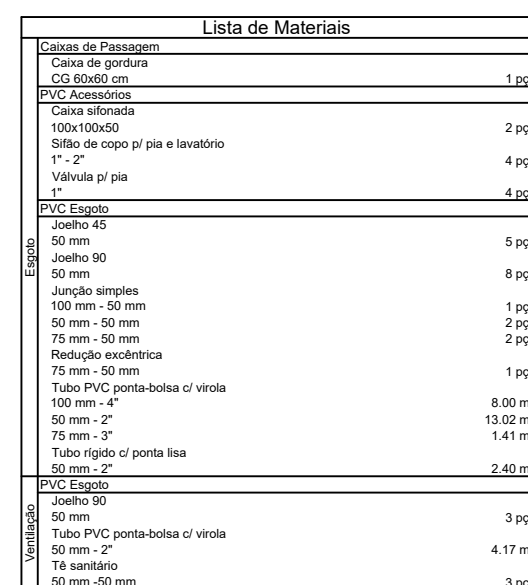 Lista de Materiais
Caixas de Passagem
Caixa de gordura
CG 60x60 cm 1 pç
PVC Acessórios
Caixa sifonada
100x100x50 2 pç
Sifão de copo p/ pia e lavatório
1" - 2" 4 pç
Válvula p/ pia
1" 4 pç
PVC Esgoto
Joelho 45
50 mm 5 pç
Joelho 90
50 mm 8 pç
Junção simples
100 mm - 50 mm 1 pç
50 mm - 50 mm 2 pç
75 mm - 50 mm 2 pç
Redução excêntrica
75 mm - 50 mm 1 pç
Tubo PVC ponta-bolsa c/ virola
100 mm - 4" 8.00 m
50 mm - 2" 13.02 m
75 mm - 3" 1.41 m
Tubo rígido c/ ponta lisa
50 mm - 2" 2.40 m
Esgoto
PVC Esgoto
Joelho 90
50 mm 3 pç
Tubo PVC ponta-bolsa c/ virola
50 mm - 2" 4.17 m
Tê sanitário
50 mm -50 mm 3 pç
Ventilação